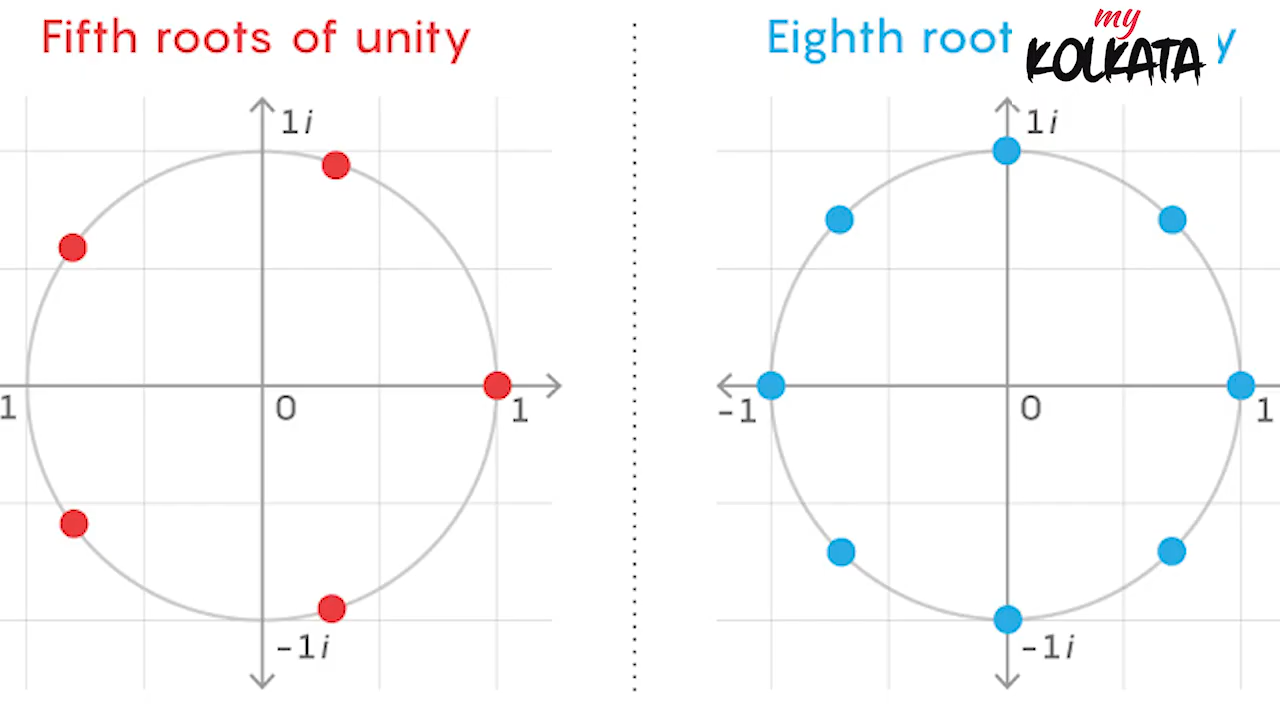 Fifth roots of unity
Eighth root
my
KOLKATA
1i
1
0
1
-1i
1i
-1
0
1
-1i